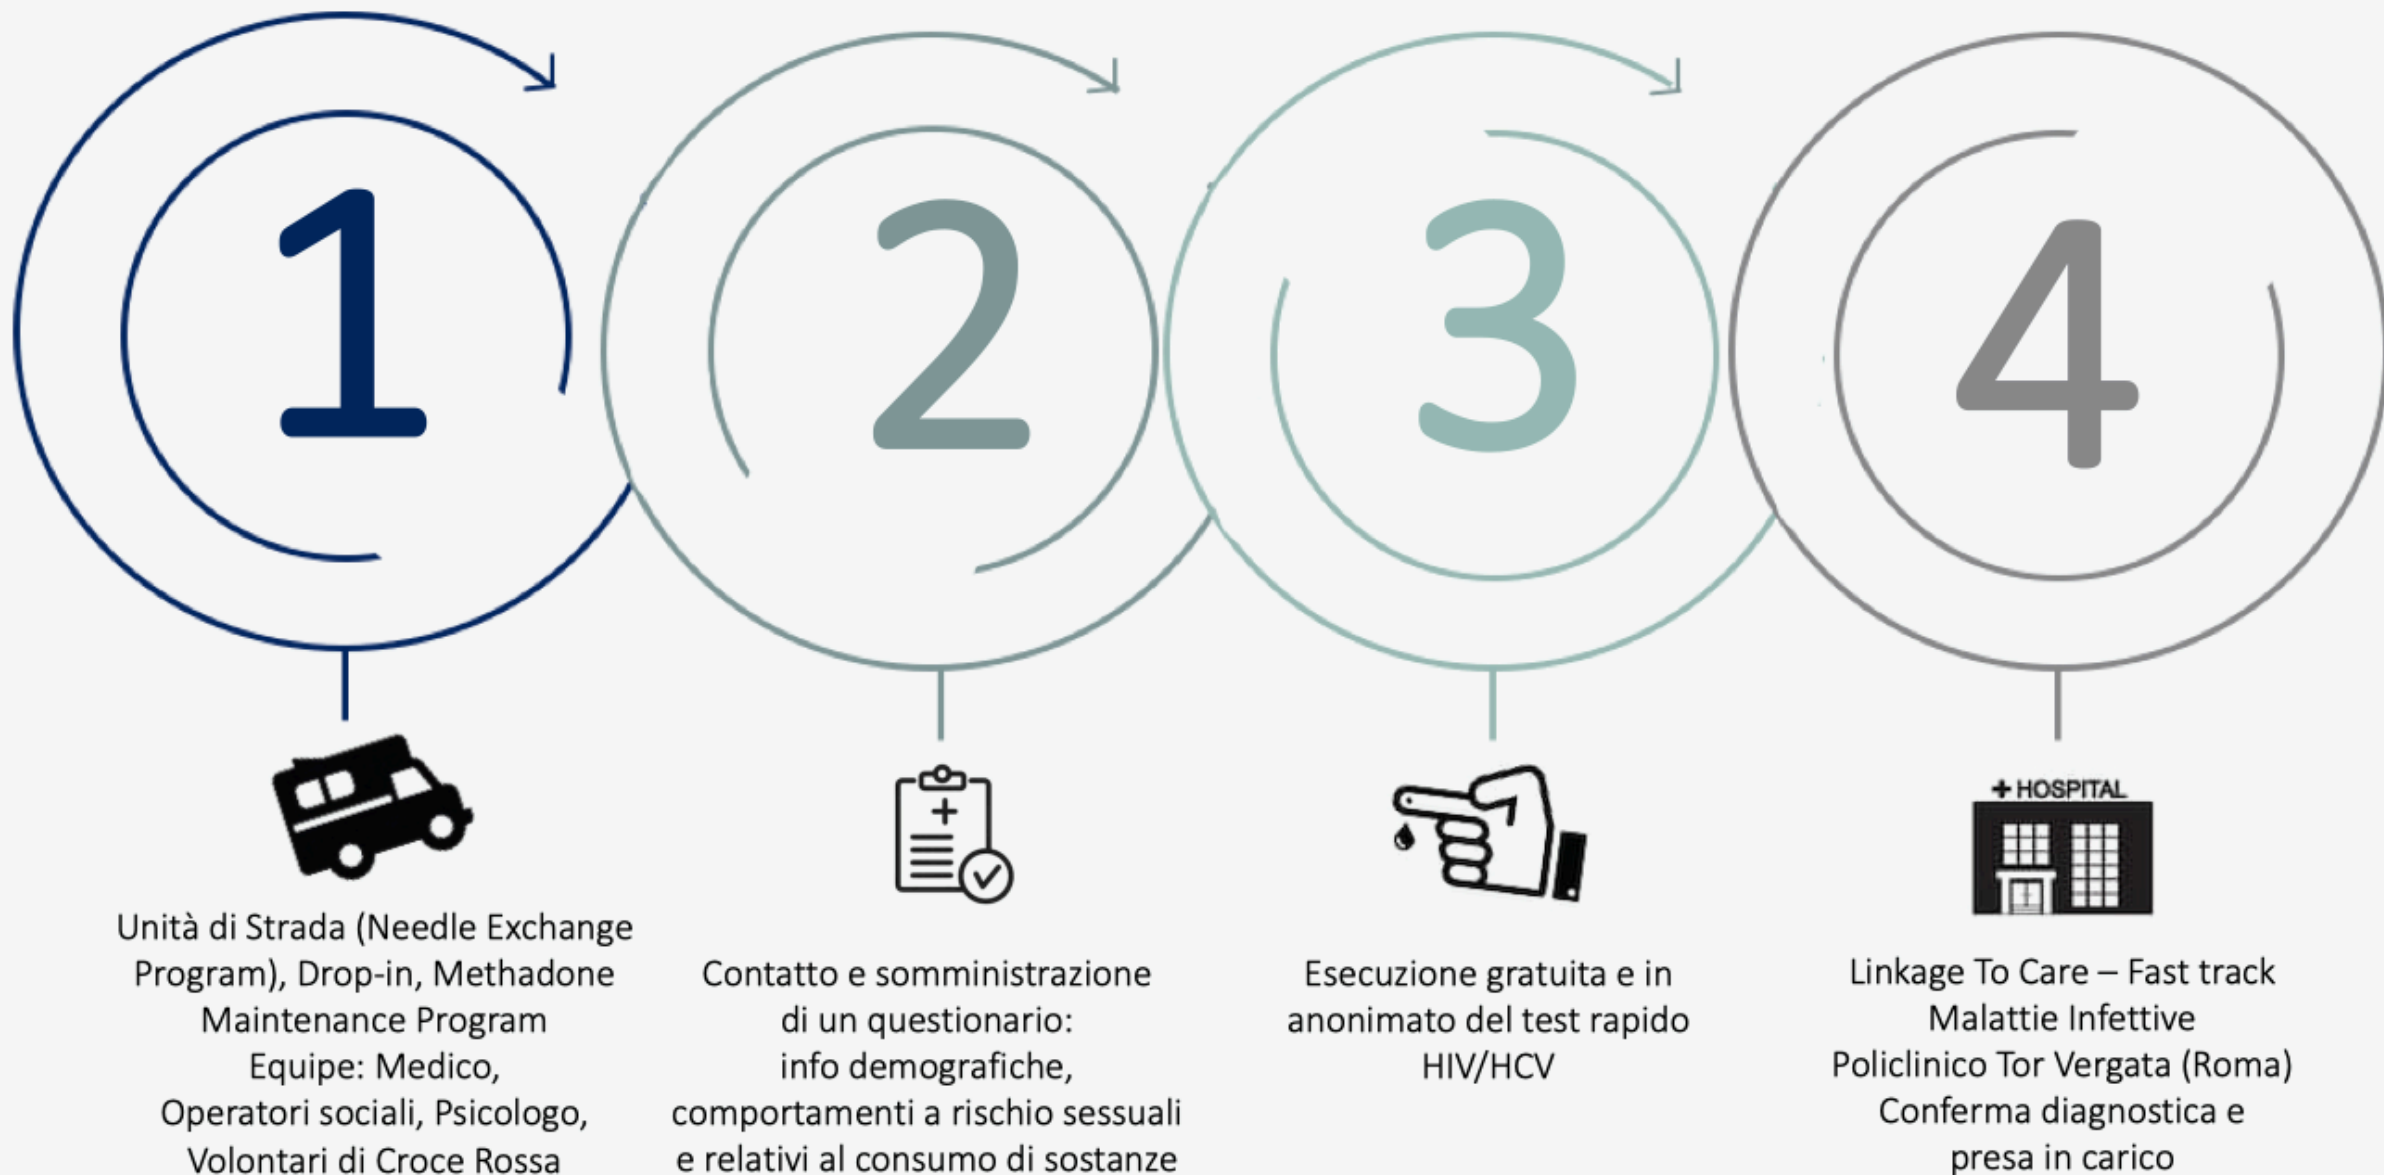 1
Unità di Strada (Needle Exchange
Program), Drop-in, Methadone
Maintenance Program
Equipe: Medico,
Operatori sociali, Psicologo,
Volontari di Croce Rossa
2
Contatto e somministrazione
di un questionario:
info demografiche,
comportamenti a rischio sessuali
e relativi al consumo di sostanze
3
Esecuzione gratuita e in
anonimato del test rapido
HIV/HCV
4
+ HOSPITAL
Linkage To Care – Fast track
Malattie Infettive
Policlinico Tor Vergata (Roma)
Conferma diagnostica e
presa in carico